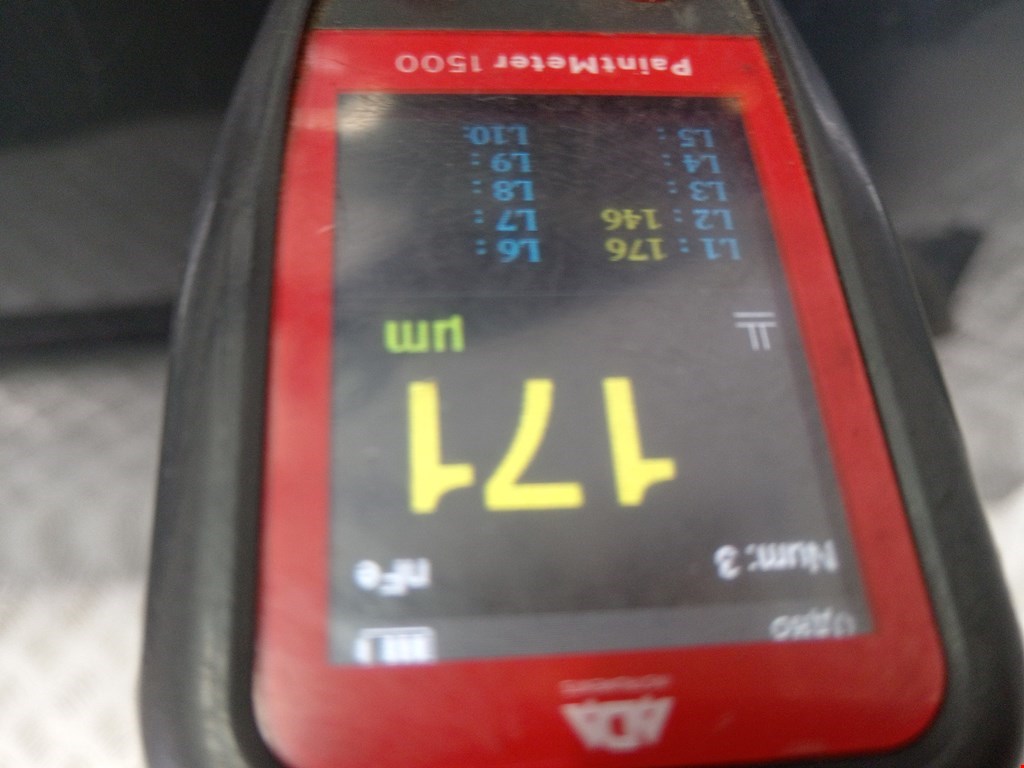 ADA
Одно
Num: 3 nFe
171
µm
L1 : 176 L6 :
L2 : 146 L7 :
L3 : L8 :
L4 : L9 :
L5 : L10:
PaintMeter 1500